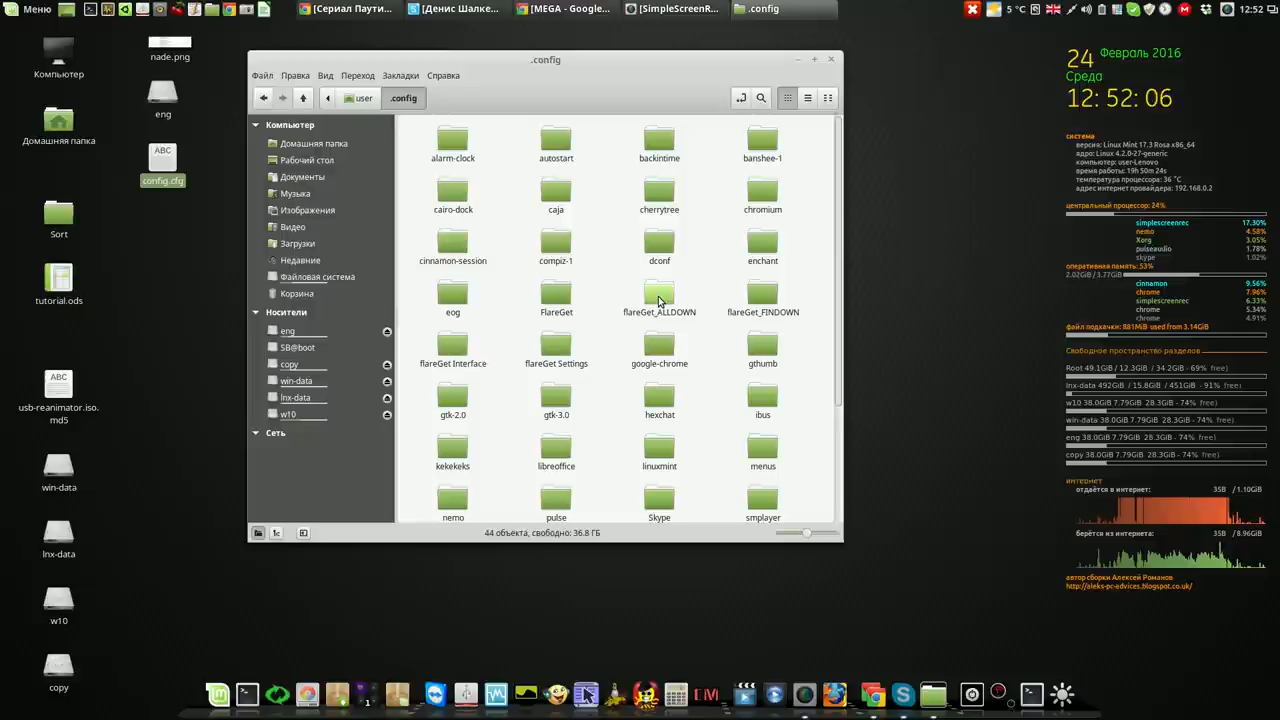 Меню
[Сериал Паути...
[Денис Шалке...
[MEGA - Google...
[SimpleScreenR...
.config
5 °C
12:52
Компьютер
nade.png
Домашняя папка
eng
ABC
config.cfg
Sort
tutorial.ods
ABC
usb-reanimator.iso.
md5
win-data
lnx-data
w10
copy
.config
Файл Правка Вид Переход Закладки Справка
user .config
Компьютер
Домашняя папка
Рабочий стол
Документы
Музыка
Изображения
Видео
Загрузки
Недавние
Файловая система
Корзина
Носители
eng
SB@boot
copy
win-data
lnx-data
w10
Сеть
alarm-clock autostart backintime banshee-1
cairo-dock caja cherrytree chromium
cinnamon-session compiz-1 dconf enchant
eog FlareGet flareGet_ALLDOWN flareGet_FINDOWN
flareGet Interface flareGet Settings google-chrome gthumb
gtk-2.0 gtk-3.0 hexchat ibus
kekekeks libreoffice linuxmint menus
nemo pulse Skype smplayer
44 объекта, свободно: 36.8 ГБ
24 Февраль 2016
Среда
12: 52: 06
система
версия: Linux Mint 17.3 Rosa x86_64
ядро: Linux 4.2.0-27-generic
компьютер: user-Lenovo
время работы: 19h 50m 24s
температура процессора: 36 °C
адрес интернет провайдера: 192.168.0.2
центральный процессор: 24%
simplescreenrec 17.30%
nemo 4.58%
Xorg 3.05%
pulseaudio 1.78%
skype 1.02%
оперативная память: 53%
2.02GiB / 3.77GiB
cinnamon 9.56%
chrome 7.96%
simplescreenrec 6.33%
chrome 5.34%
chrome 4.91%
файл подкачки: 881MiB used from 3.14GiB
Свободное пространство разделов
Root 49.1GiB / 12.3GiB / 34.2GiB - 69% free)
lnx-data 492GiB / 15.8GiB / 451GiB - 91% free)
w10 38.0GiB 7.79GiB 28.3GiB - 74% free)
win-data 38.0GiB 7.79GiB 28.3GiB - 74% free)
eng 38.0GiB 7.79GiB 28.3GiB - 74% free)
copy 38.0GiB 7.79GiB 28.3GiB - 74% free)
интернет
отдаётся в интернет: 35B / 1.10GiB
берётся из интернета: 35B / 8.96GiB
автор сборки Алексей Романов
http://aleks-pc-advices.blogspot.co.uk/